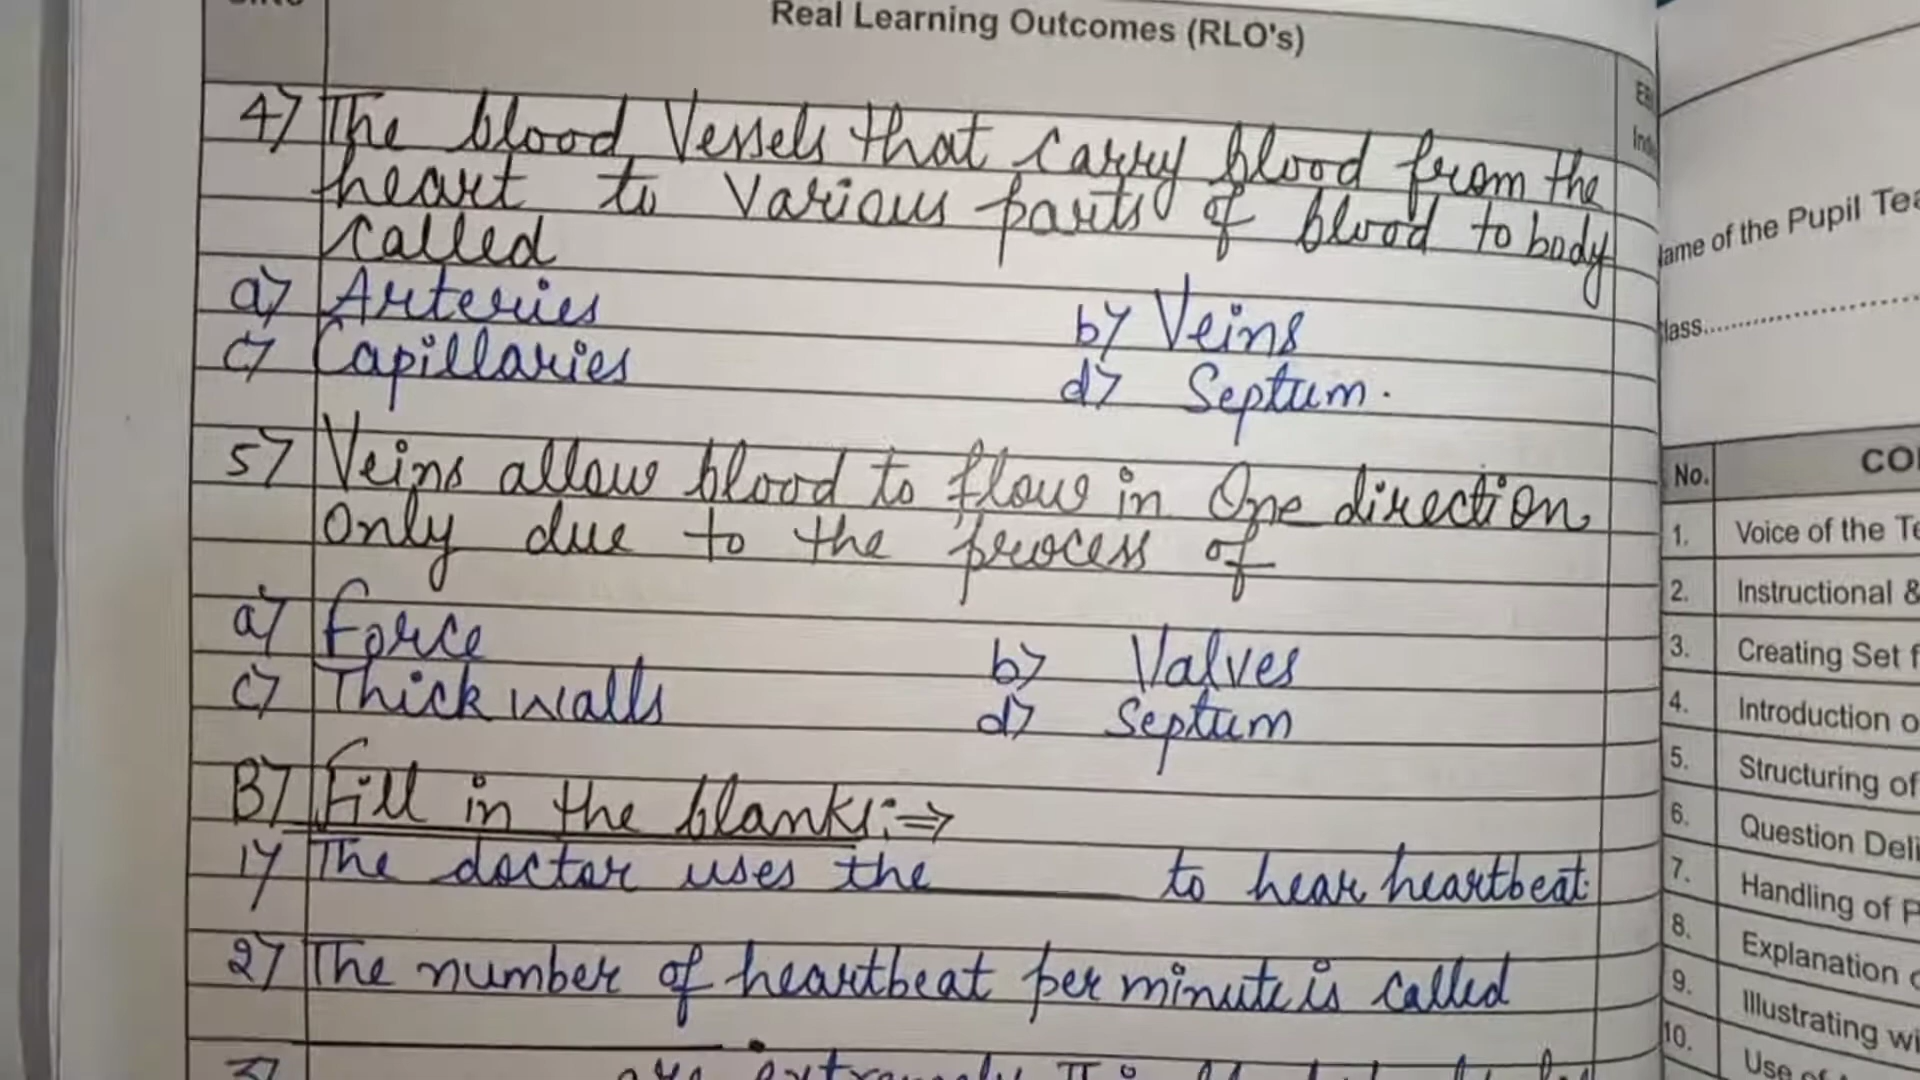 Real Learning Outcomes (RLO's)
4) The blood Vessels that carry blood from the
heart to various parts of blood to body
called
a) Arteries b) Veins
c) Capillaries d) Septum.
5) Veins allow blood to flow in One direction
only due to the process of
a) Force b) Valves
c) Thick walls d) Septum
B) Fill in the blanks:⇒
1) The doctor uses the ______ to hear heartbeat.
2) The number of heartbeat per minute is called
______.
3) are extremely
ame of the Pupil Tea
lass..................
No. CO
1. Voice of the Te
2. Instructional &
3. Creating Set f
4. Introduction o
5. Structuring of
6. Question Deli
7. Handling of P
8. Explanation
9. Illustrating wi
10. Use of